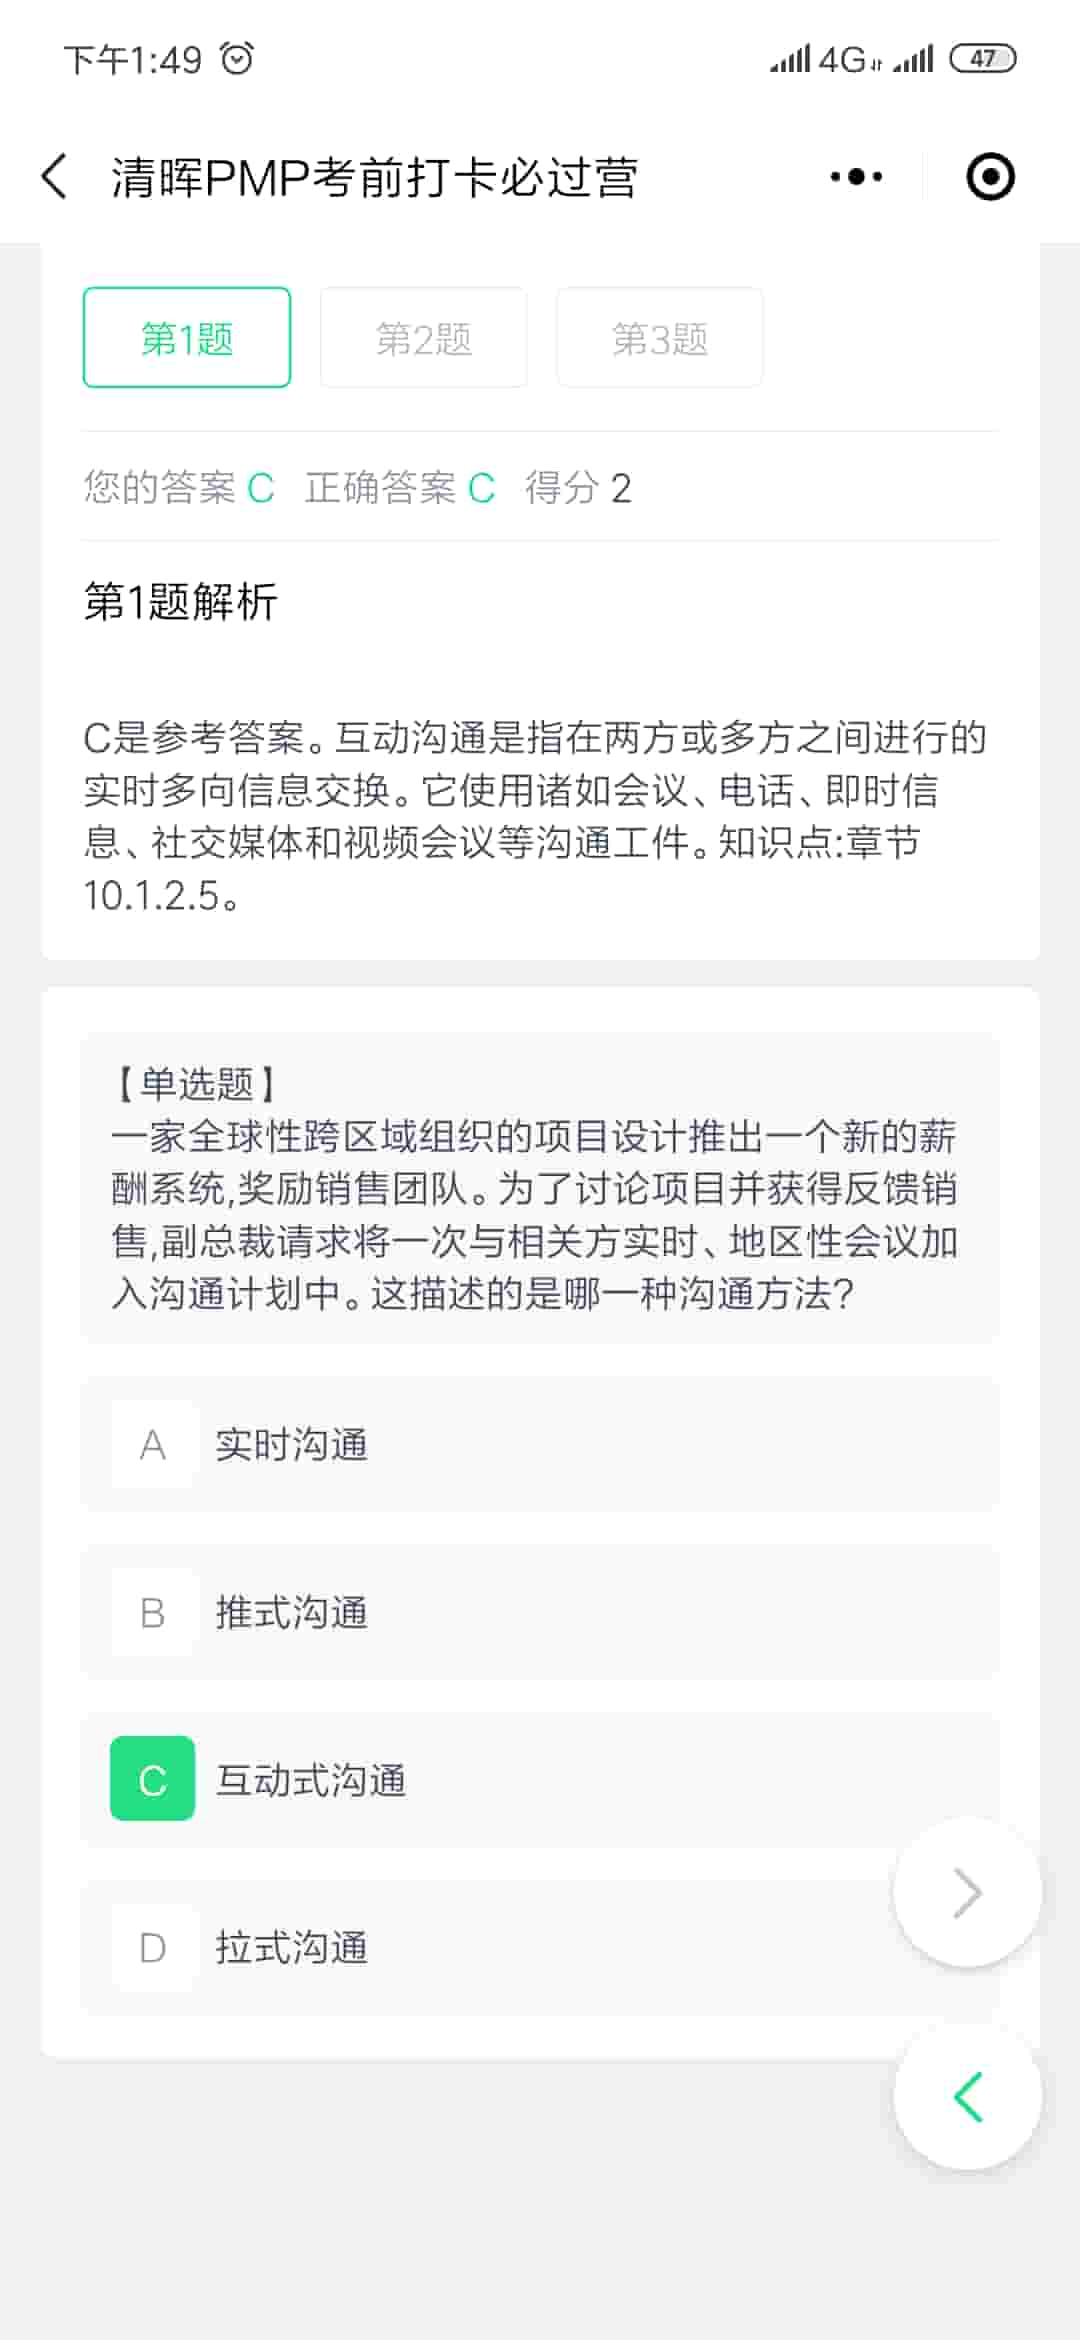 下午1:49
4G
47
清晖PMP考前打卡必过营
第1题 第2题 第3题
您的答案 C 正确答案 C 得分 2
第1题解析
C是参考答案。互动沟通是指在两方或多方之间进行的
实时多向信息交换。它使用诸如会议、电话、即时信
息、社交媒体和视频会议等沟通工件。知识点:章节
10.1.2.5。
【单选题】
一家全球性跨区域组织的项目设计推出一个新的薪
酬系统,奖励销售团队。为了讨论项目并获得反馈销
售,副总裁请求将一次与相关方实时、地区性会议加
入沟通计划中。这描述的是哪一种沟通方法?
A 实时沟通
B 推式沟通
C 互动式沟通
D 拉式沟通